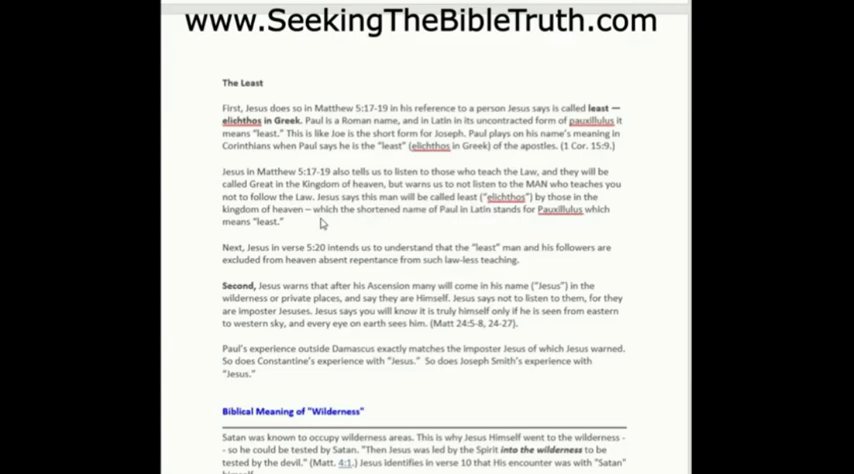 www.SeekingTheBibleTruth.com
The Least
First, Jesus does so in Matthew 5:17-19 in his reference to a person Jesus says is called least —
elichthos in Greek. Paul is a Roman name, and in Latin in its uncontracted form of pauxillulus it
means "least." This is like Joe is the short form for Joseph. Paul plays on his name's meaning in
Corinthians when Paul says he is the "least" (elichthos in Greek) of the apostles. (1 Cor. 15:9.)
Jesus in Matthew 5:17-19 also tells us to listen to those who teach the Law, and they will be
called Great in the Kingdom of heaven, but warns us to not listen to the MAN who teaches you
not to follow the Law. Jesus says this man will be called least ("elichthos") by those in the
kingdom of heaven – which the shortened name of Paul in Latin stands for Pauxillulus which
means "least."
Next, Jesus in verse 5:20 intends us to understand that the "least" man and his followers are
excluded from heaven absent repentance from such law-less teaching.
Second, Jesus warns that after his Ascension many will come in his name ("Jesus") in the
wilderness or private places, and say they are Himself. Jesus says not to listen to them, for they
are imposter Jesuses. Jesus says you will know it is truly himself only if he is seen from eastern
to western sky, and every eye on earth sees him. (Matt 24:5-8, 24-27).
Paul's experience outside Damascus exactly matches the imposter Jesus of which Jesus warned.
So does Constantine's experience with "Jesus." So does Joseph Smith's experience with
"Jesus."
Biblical Meaning of "Wilderness"
Satan was known to occupy wilderness areas. This is why Jesus Himself went to the wilderness -
- so he could be tested by Satan. "Then Jesus was led by the Spirit into the wilderness to be
tested by the devil." (Matt. 4:1.) Jesus identifies in verse 10 that His encounter was with "Satan"